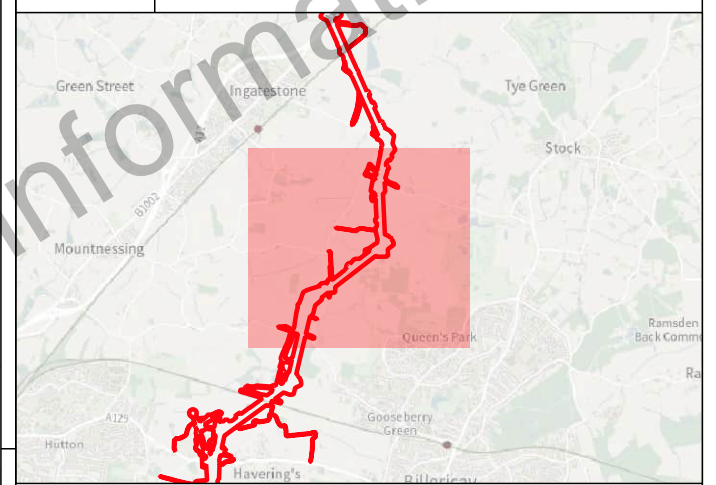 Informati
Green Street
Ingatestone
Tye Green
Stock
B1002
Mountnessing
Queen's Park
Ramsden
Back Comm
Ra
A129
Gooseberry
Green
Hutton
Havering's
Billericay